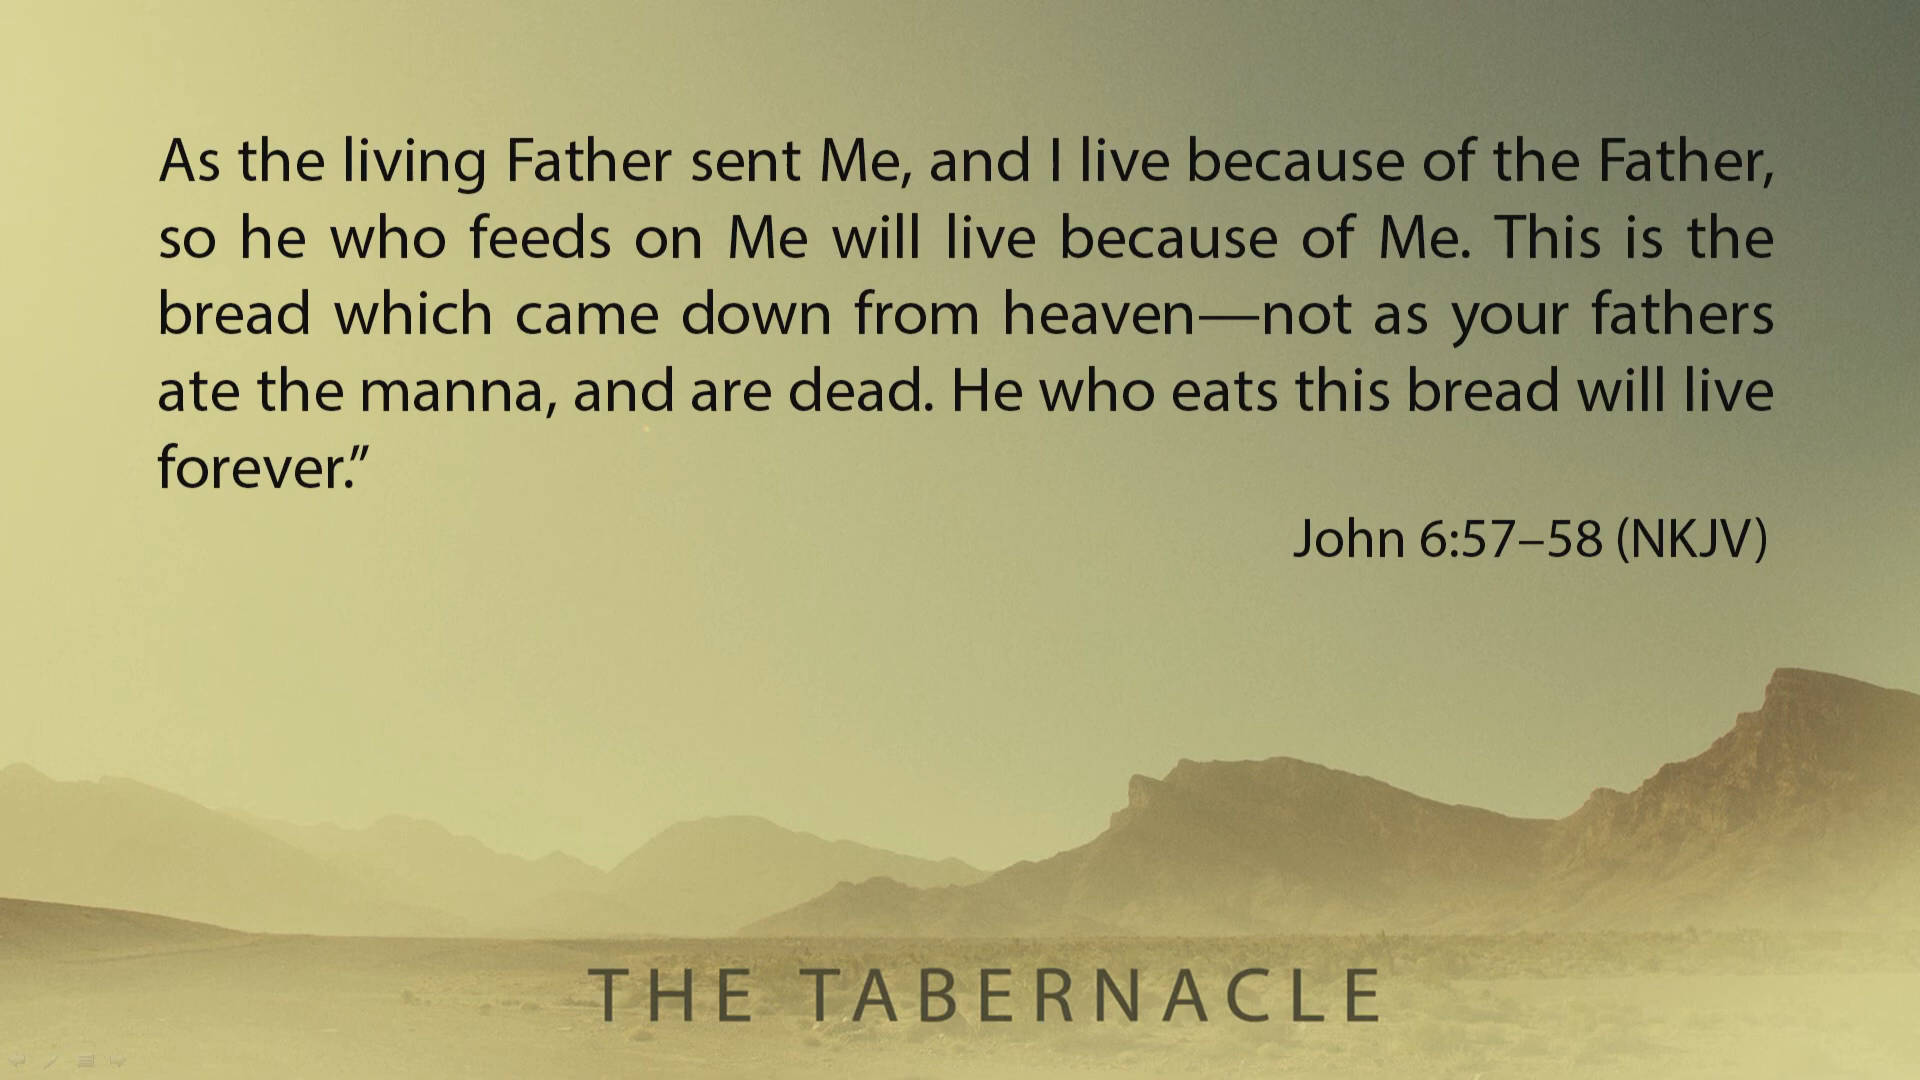 As the living Father sent Me, and I live because of the Father,
so he who feeds on Me will live because of Me. This is the
bread which came down from heaven—not as your fathers
ate the manna, and are dead. He who eats this bread will live
forever.”
John 6:57–58 (NKJV)
THE TABERNACLE